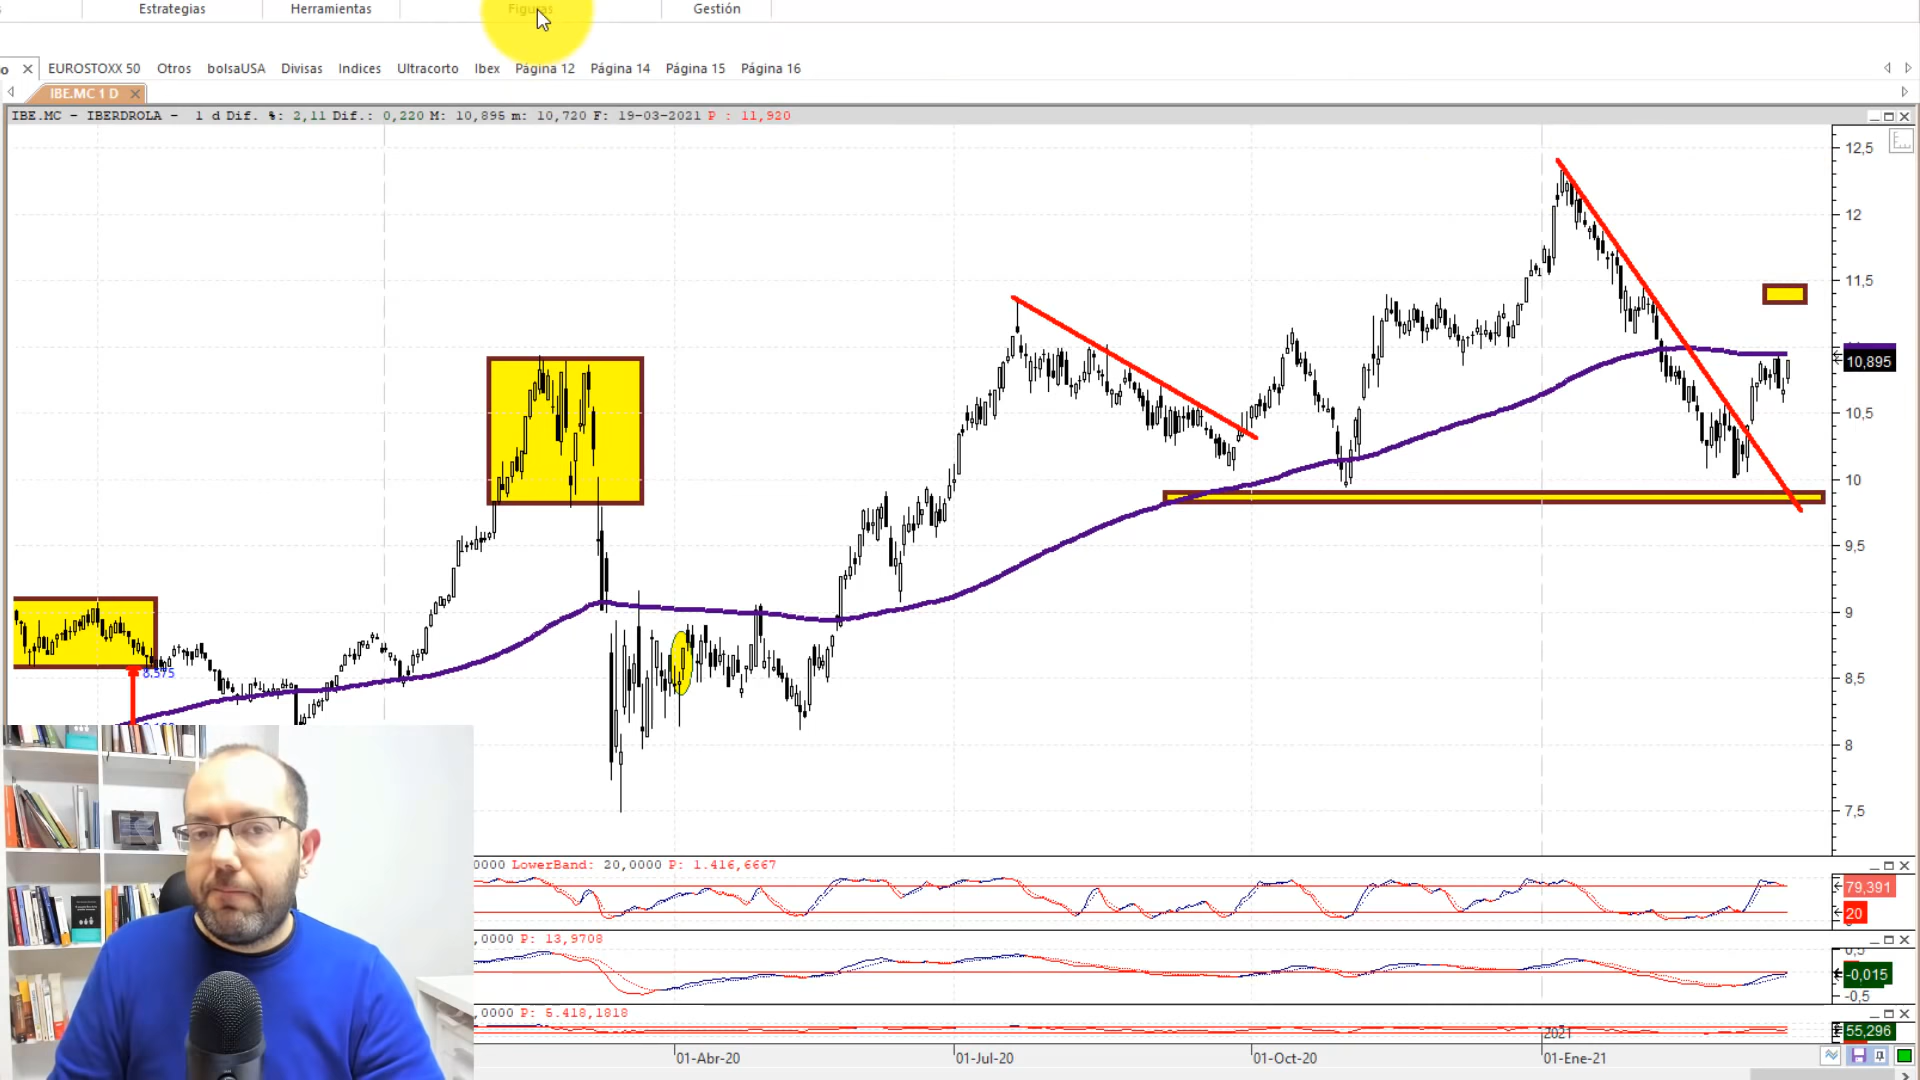 Estrategias Herramientas Figuras Gestión
EUROSTOXX 50 Otros bolsaUSA Divisas Indices Ultracorto Ibex Página 12 Página 14 Página 15 Página 16
IBE.MC 1 D
IBE.MC - IBERDROLA - 1 d Dif. %: 2,11 Dif.: 0,220 M: 10,895 m: 10,720 F: 19-03-2021 P : 11,920
12,5
12
11,5
10,895
10,5
10
9,5
9
8,5
8
7,5
8.575
0000 LowerBand: 20,0000 P: 1.416,6667
79,391
20
,0000 P: 13,9708
0,5
-0,015
-0,5
,0000 P: 5.418,1818
2021
55,296
01-Abr-20 01-Jul-20 01-Oct-20 01-Ene-21